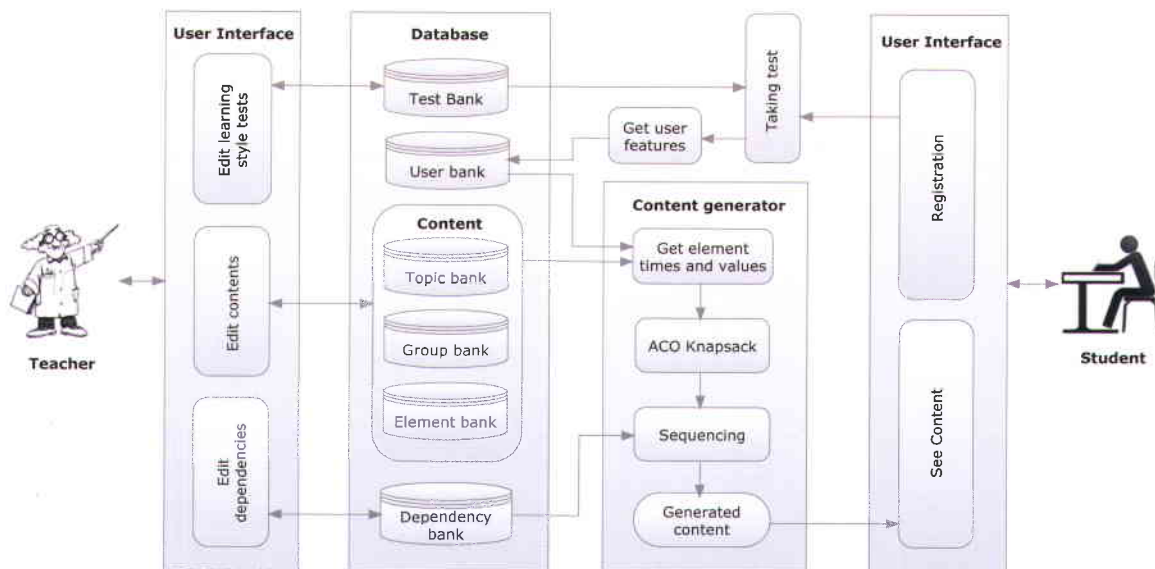 User Interface
Edit learning
style tests
Edit contents
Edit
dependencies
Teacher
Database
Test Bank
User bank
Content
Topic bank
Group bank
Element bank
Dependency
bank
Taking test
Get user
features
Content generator
Get element
times and values
ACO Knapsack
Sequencing
Generated
content
User Interface
Registration
See Content
Student